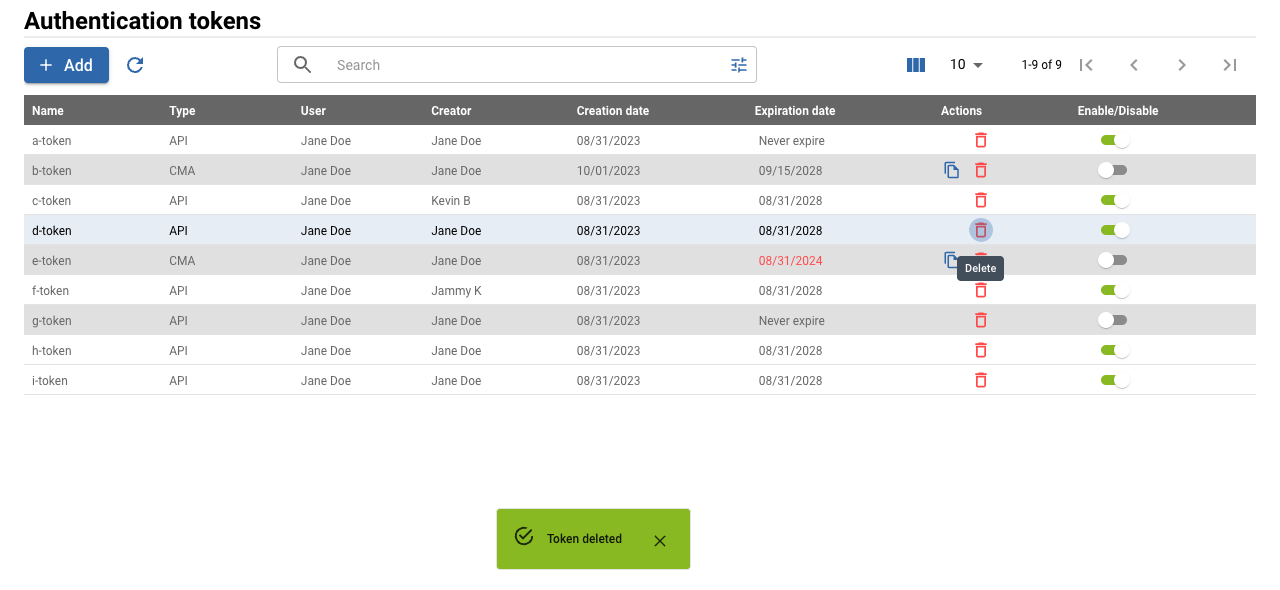 Authentication tokens
+ Add
Search
10
1-9 of 9
Name Type User Creator Creation date Expiration date Actions Enable/Disable
a-token API Jane Doe Jane Doe 08/31/2023 Never expire
b-token CMA Jane Doe Jane Doe 10/01/2023 09/15/2028
c-token API Jane Doe Kevin B 08/31/2023 08/31/2028
d-token API Jane Doe Jane Doe 08/31/2023 08/31/2028
e-token CMA Jane Doe Jane Doe 08/31/2023 08/31/2024
Delete
f-token API Jane Doe Jammy K 08/31/2023 08/31/2028
g-token API Jane Doe Jane Doe 08/31/2023 Never expire
h-token API Jane Doe Jane Doe 08/31/2023 08/31/2028
i-token API Jane Doe Jane Doe 08/31/2023 08/31/2028
Token deleted